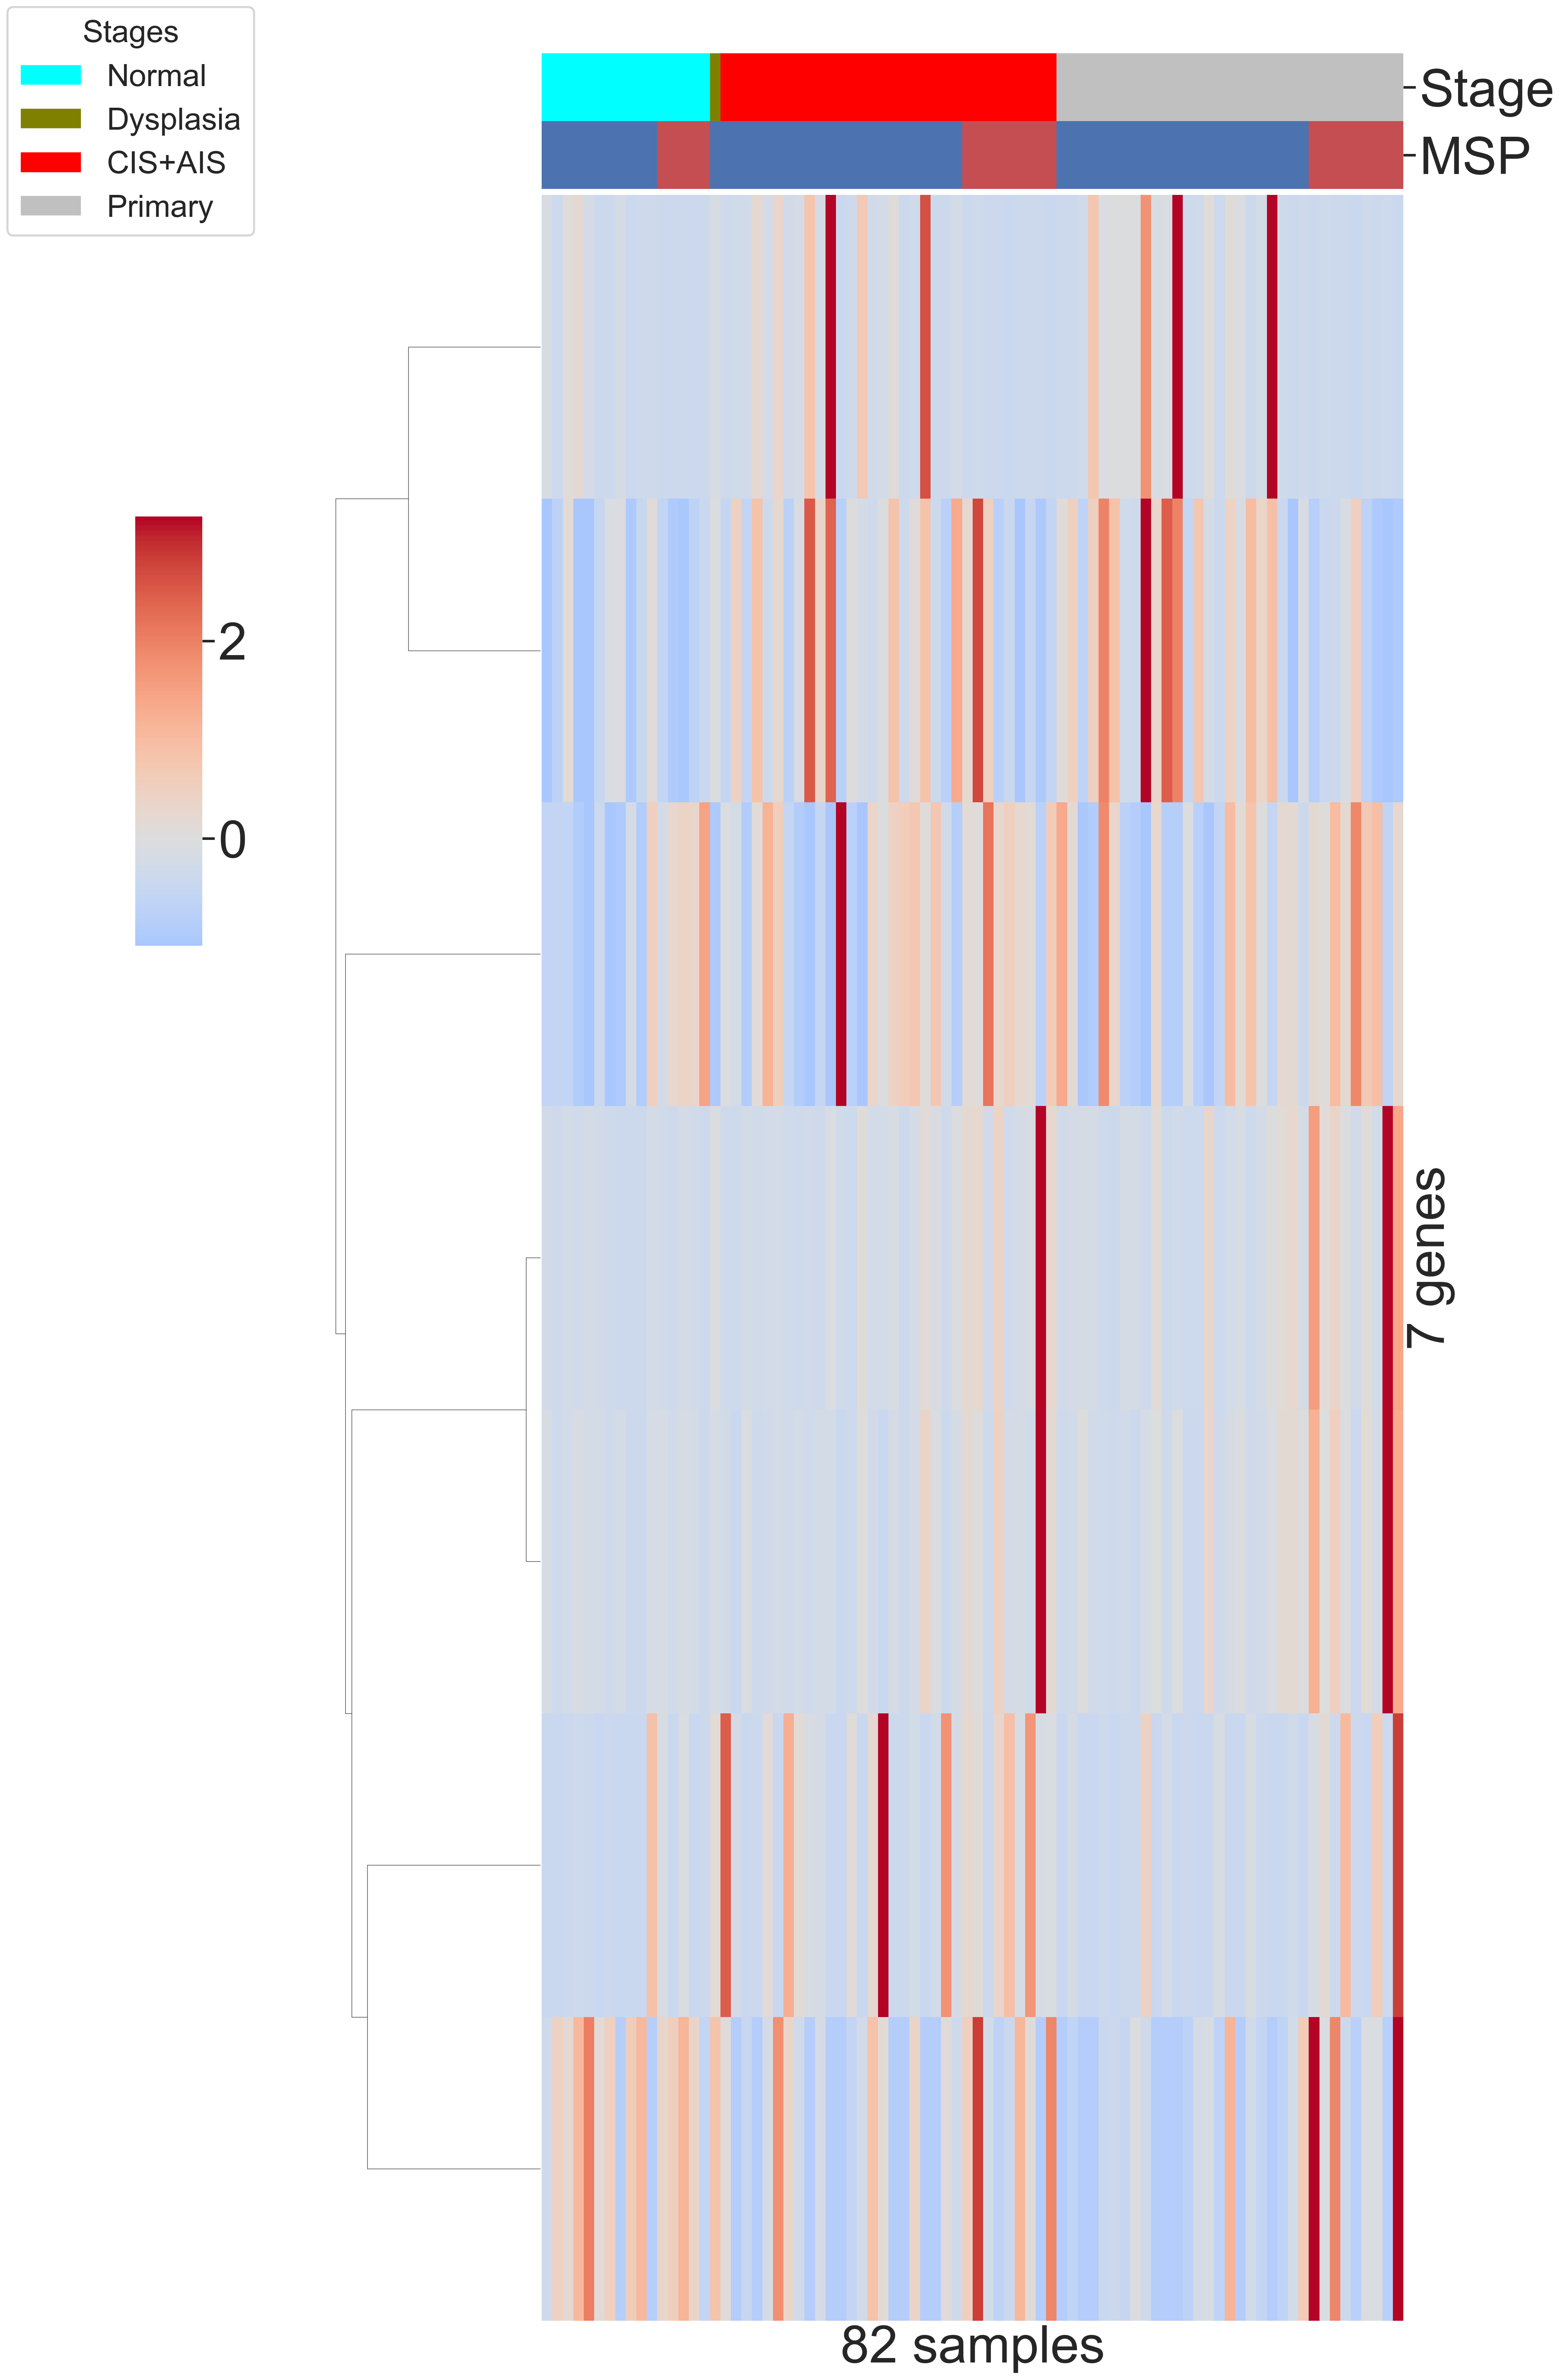 Stages
Normal
Dysplasia
CIS+AIS
Primary
Stage
MSP
2
0
7 genes
82 samples